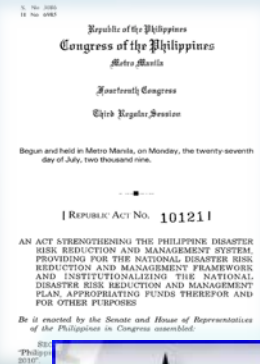 S. No. 3086
H. No. 6985
Republic of the Philippines
Congress of the Philippines
Metro Manila
Fourteenth Congress
Third Regular Session
Begun and held in Metro Manila, on Monday, the twenty-seventh
day of July, two thousand nine.
[ REPUBLIC ACT NO. 10121 ]
AN ACT STRENGTHENING THE PHILIPPINE DISASTER
RISK REDUCTION AND MANAGEMENT SYSTEM,
PROVIDING FOR THE NATIONAL DISASTER RISK
REDUCTION AND MANAGEMENT FRAMEWORK
AND INSTITUTIONALIZING THE NATIONAL
DISASTER RISK REDUCTION AND MANAGEMENT
PLAN, APPROPRIATING FUNDS THEREFOR AND
FOR OTHER PURPOSES
Be it enacted by the Senate and House of Representatives
of the Philippines in Congress assembled:
SEC
"Philipp
2010".